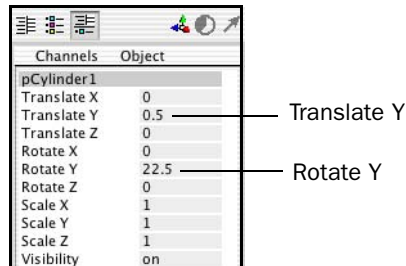 Channels Object
pCylinder1
Translate X 0
Translate Y 0.5
Translate Y
Translate Z 0
Rotate X 0
Rotate Y 22.5
Rotate Y
Rotate Z 0
Scale X 1
Scale Y 1
Scale Z 1
Visibility on